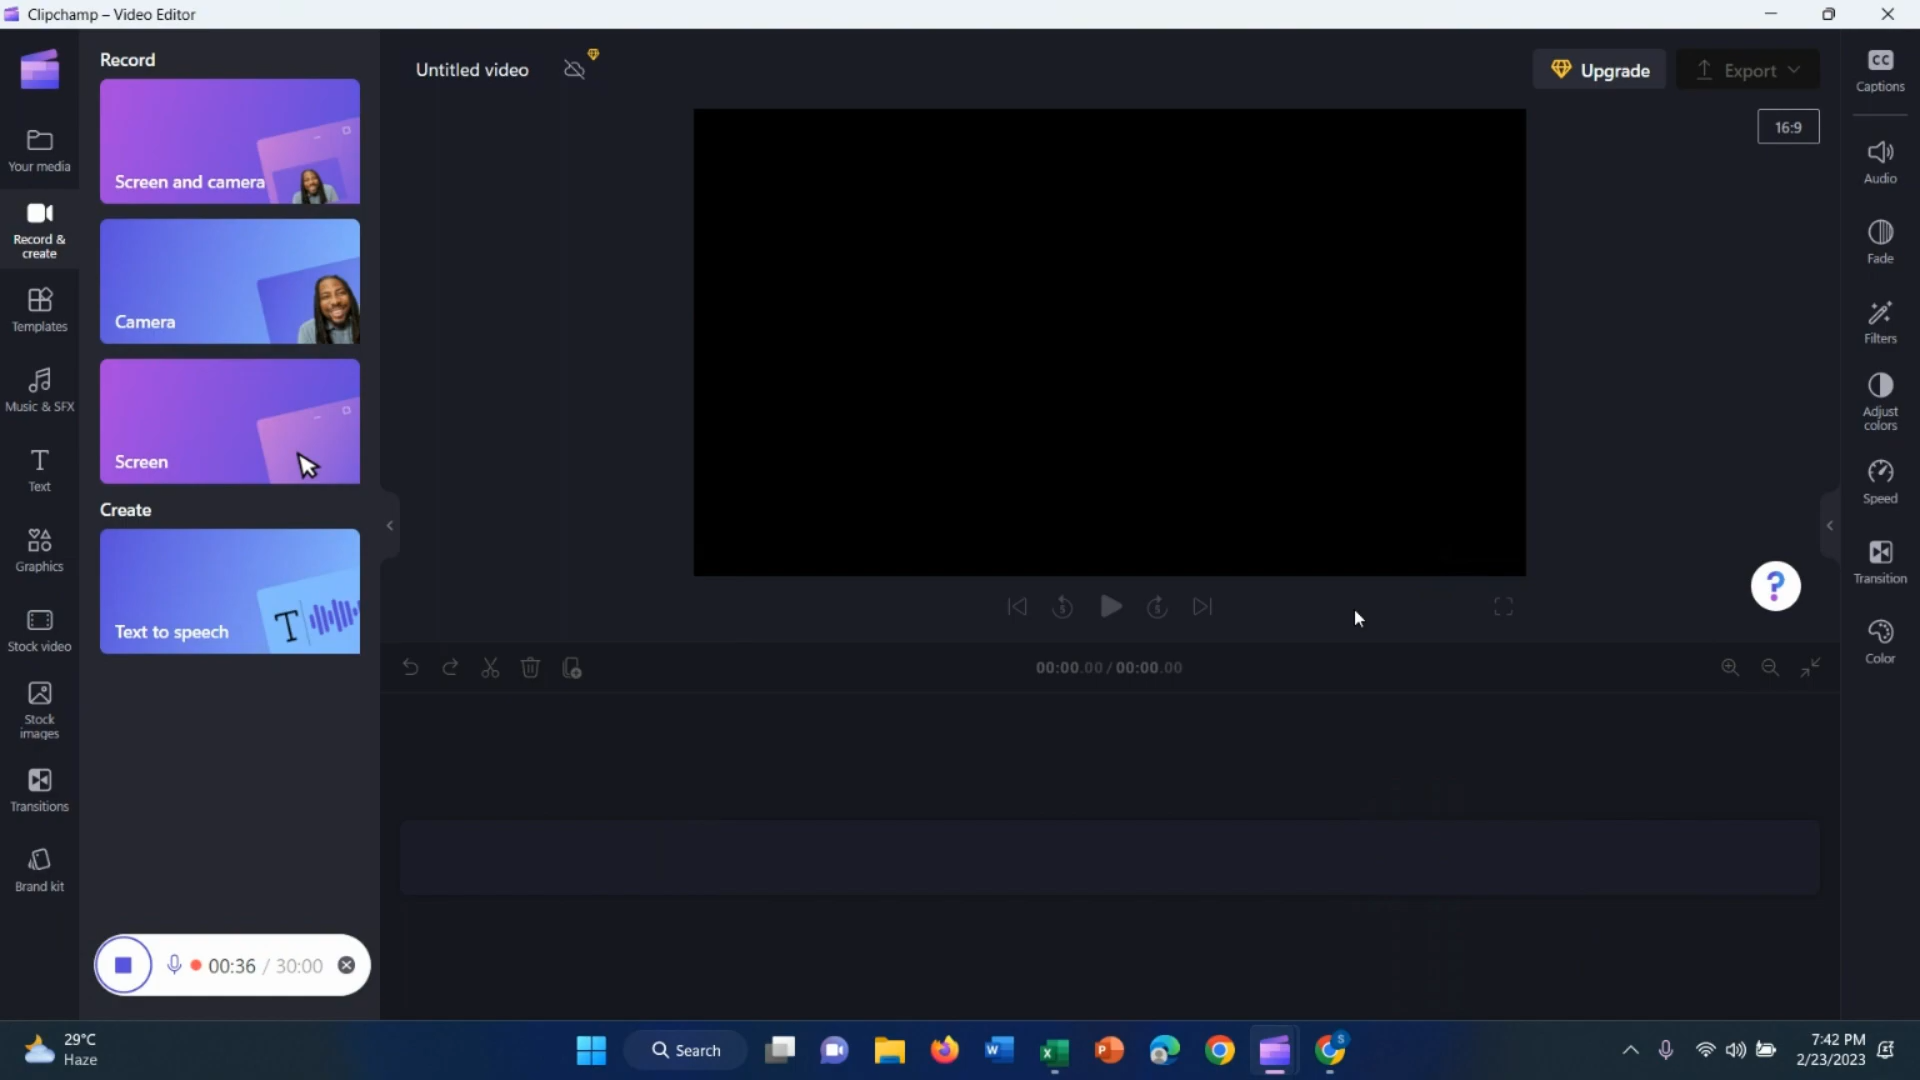 Clipchamp – Video Editor
Your media
Record &
create
Templates
Music & SFX
Text
Graphics
Stock video
Stock
images
Transitions
Brand kit
Record
Screen and camera
Camera
Screen
Create
Text to speech
T
00:36 / 30:00
Untitled video
Upgrade
Export
16:9
5
5
?
00:00.00 / 00:00.00
CC
Captions
Audio
Fade
Filters
Adjust
colors
Speed
Transition
Color
29°C
Haze
Search
W
X
P
S
7:42 PM
2/23/2023